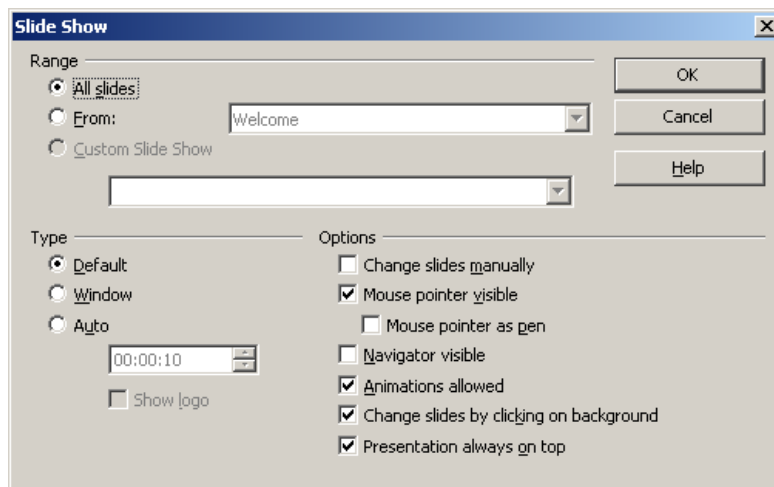 Slide Show
Range
All slides
From: Welcome
Custom Slide Show
OK
Cancel
Help
Type
Default
Window
Auto
00:00:10
Show logo
Options
Change slides manually
Mouse pointer visible
Mouse pointer as pen
Navigator visible
Animations allowed
Change slides by clicking on background
Presentation always on top